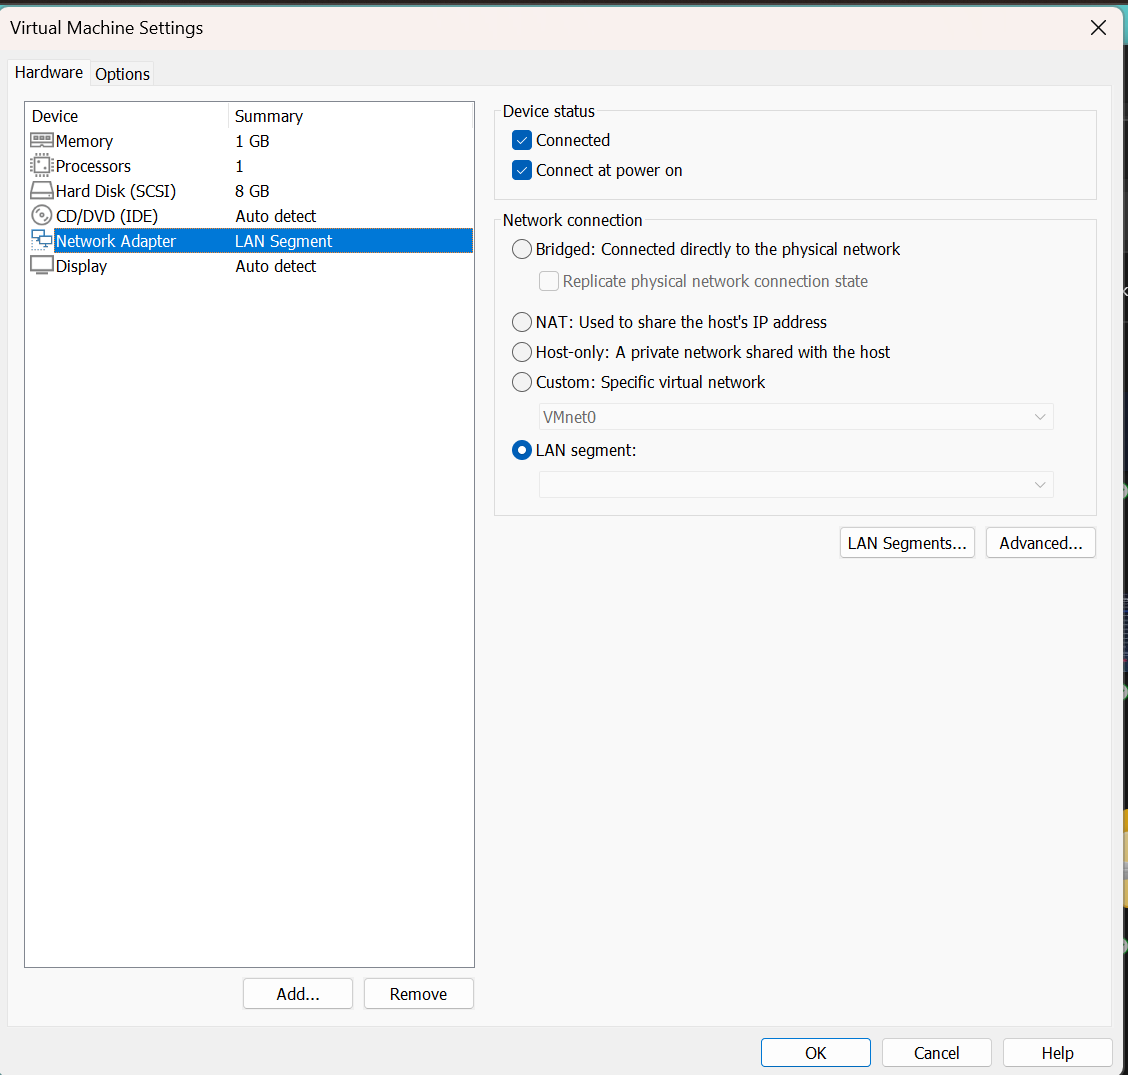 Virtual Machine Settings
Hardware Options
Device Summary
Memory 1 GB
Processors 1
Hard Disk (SCSI) 8 GB
CD/DVD (IDE) Auto detect
Network Adapter LAN Segment
Display Auto detect
Add... Remove
Device status
Connected
Connect at power on
Network connection
Bridged: Connected directly to the physical network
Replicate physical network connection state
NAT: Used to share the host's IP address
Host-only: A private network shared with the host
Custom: Specific virtual network
VMnet0
LAN segment:
LAN Segments... Advanced...
OK Cancel Help